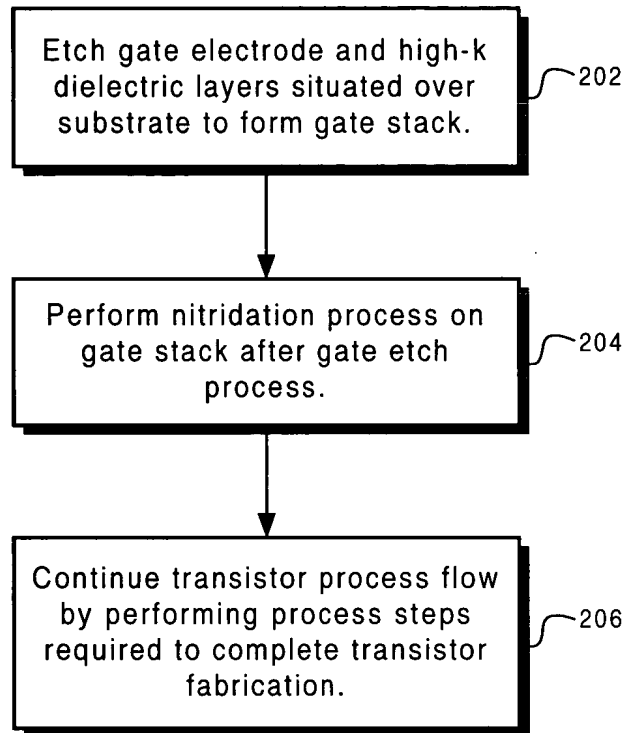 Etch gate electrode and high-k
dielectric layers situated over
substrate to form gate stack.
202
Perform nitridation process on
gate stack after gate etch
process.
204
Continue transistor process flow
by performing process steps
required to complete transistor
fabrication.
206